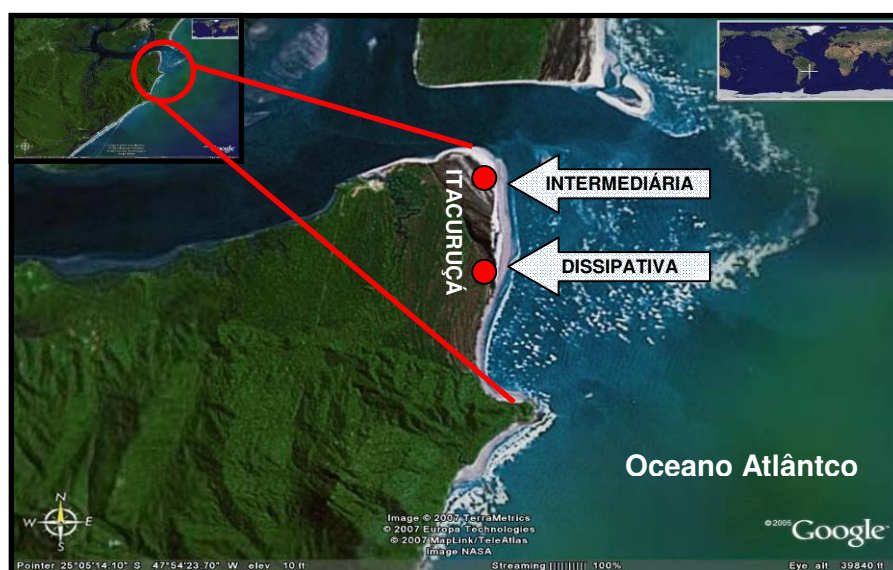 Google
INTERMEDIÁRIA
ITACURUÇÁ
DISSIPATIVA
Oceano Atlântco
N
W E
S
Image © 2007 TerraMetrics
© 2007 Europa Technologies
© 2007 MapLink/TeleAtlas
Image NASA
©2005 Google™
Pointer 25°05'14.10" S 47°54'23.70" W elev 10 ft
Streaming |||||||||| 100%
Eye alt 39840 ft